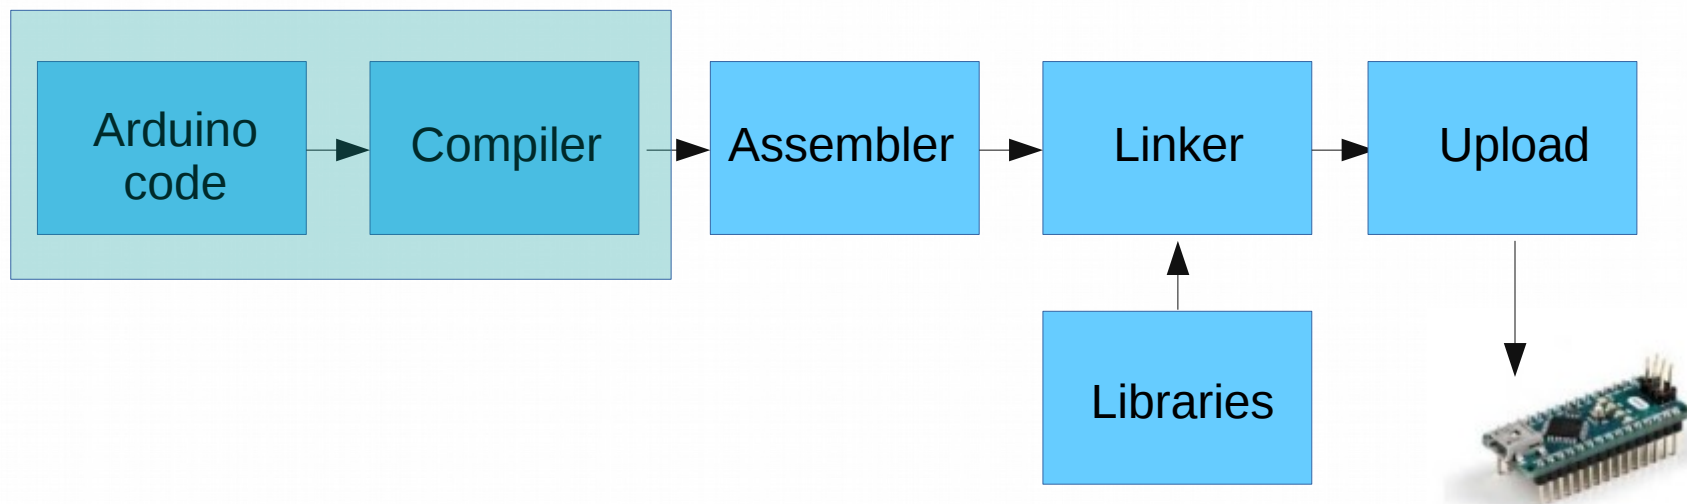 Arduino
code
Compiler
Assembler
Linker
Upload
Libraries